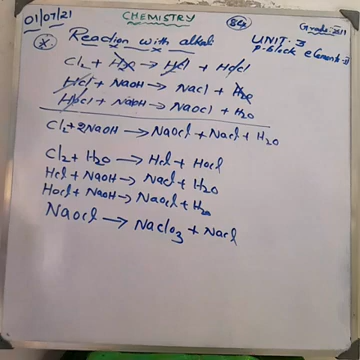 01/07/21 CHEMISTRY 84 Grade: XII
UNIT: 3
P-block elements-II
* Reaction with alkali
Cl2 + H2O → HCl + HOCl
HCl + NaOH → NaCl + H2O
HOCl + NaOH → NaOCl + H2O
Cl2 + 2NaOH → NaOCl + NaCl + H2O
Cl2 + H2O → HCl + HOCl
HCl + NaOH → NaCl + H2O
HOCl + NaOH → NaOCl + H2O
NaOCl → NaClO3 + NaCl